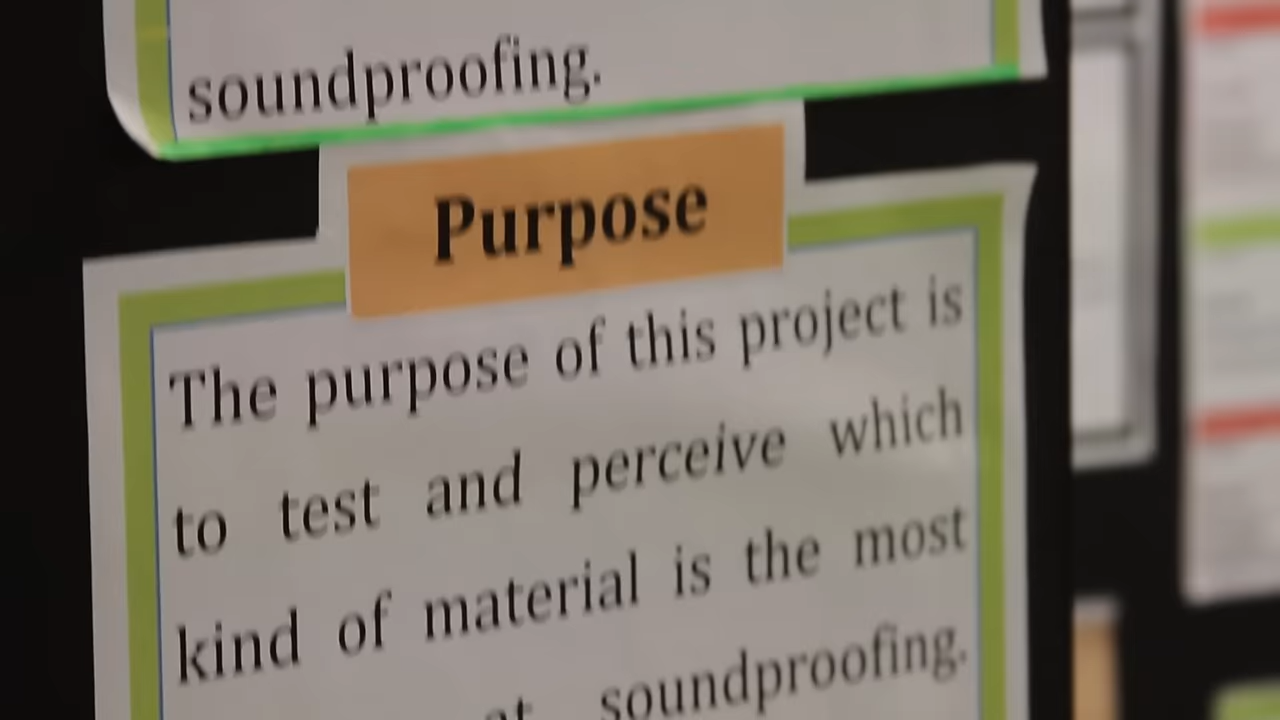 soundproofing.
Purpose
The purpose of this project is
to test and perceive which
kind of material is the most
at soundproofing.